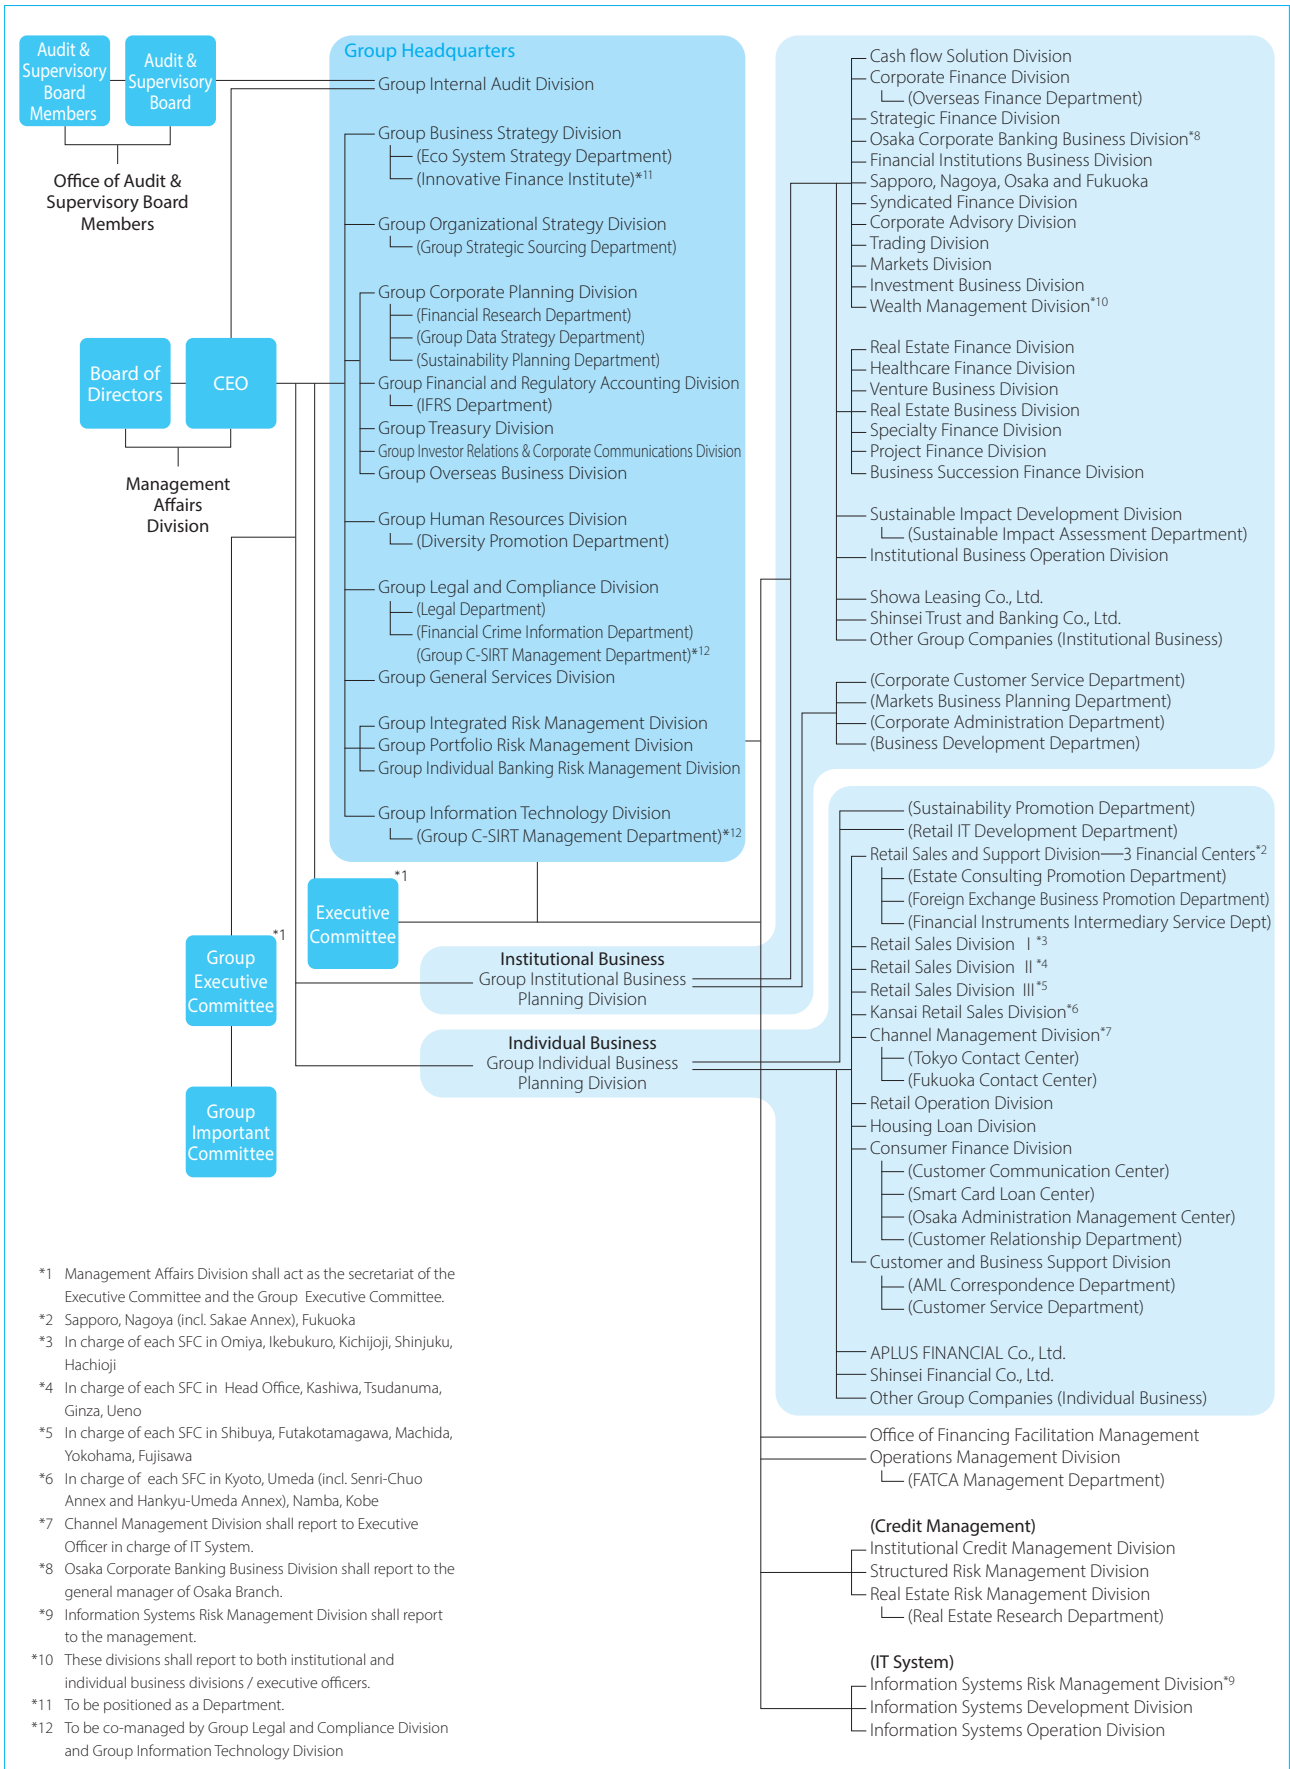 Audit &
Supervisory
Board
Members
Audit &
Supervisory
Board
Office of Audit &
Supervisory Board
Members
Board of
Directors
CEO
Management
Affairs
Division
Group Headquarters
Group Internal Audit Division
Group Business Strategy Division
(Eco System Strategy Department)
(Innovative Finance Institute)*11
Group Organizational Strategy Division
(Group Strategic Sourcing Department)
Group Corporate Planning Division
(Financial Research Department)
(Group Data Strategy Department)
(Sustainability Planning Department)
Group Financial and Regulatory Accounting Division
(IFRS Department)
Group Treasury Division
Group Investor Relations & Corporate Communications Division
Group Overseas Business Division
Group Human Resources Division
(Diversity Promotion Department)
Group Legal and Compliance Division
(Legal Department)
(Financial Crime Information Department)
(Group C-SIRT Management Department)*12
Group General Services Division
Group Integrated Risk Management Division
Group Portfolio Risk Management Division
Group Individual Banking Risk Management Division
Group Information Technology Division
(Group C-SIRT Management Department)*12
*1
Executive
Committee
*1
Group
Executive
Committee
Group
Important
Committee
Institutional Business
Group Institutional Business
Planning Division
Individual Business
Group Individual Business
Planning Division
Cash flow Solution Division
Corporate Finance Division
(Overseas Finance Department)
Strategic Finance Division
Osaka Corporate Banking Business Division*8
Financial Institutions Business Division
Sapporo, Nagoya, Osaka and Fukuoka
Syndicated Finance Division
Corporate Advisory Division
Trading Division
Markets Division
Investment Business Division
Wealth Management Division*10
Real Estate Finance Division
Healthcare Finance Division
Venture Business Division
Real Estate Business Division
Specialty Finance Division
Project Finance Division
Business Succession Finance Division
Sustainable Impact Development Division
(Sustainable Impact Assessment Department)
Institutional Business Operation Division
Showa Leasing Co., Ltd.
Shinsei Trust and Banking Co., Ltd.
Other Group Companies (Institutional Business)
(Corporate Customer Service Department)
(Markets Business Planning Department)
(Corporate Administration Department)
(Business Development Departmen)
(Sustainability Promotion Department)
(Retail IT Development Department)
Retail Sales and Support Division—3 Financial Centers*2
(Estate Consulting Promotion Department)
(Foreign Exchange Business Promotion Department)
(Financial Instruments Intermediary Service Dept)
Retail Sales Division I *3
Retail Sales Division II *4
Retail Sales Division III *5
Kansai Retail Sales Division*6
Channel Management Division*7
(Tokyo Contact Center)
(Fukuoka Contact Center)
Retail Operation Division
Housing Loan Division
Consumer Finance Division
(Customer Communication Center)
(Smart Card Loan Center)
(Osaka Administration Management Center)
(Customer Relationship Department)
Customer and Business Support Division
(AML Correspondence Department)
(Customer Service Department)
APLUS FINANCIAL Co., Ltd.
Shinsei Financial Co., Ltd.
Other Group Companies (Individual Business)
Office of Financing Facilitation Management
Operations Management Division
(FATCA Management Department)
(Credit Management)
Institutional Credit Management Division
Structured Risk Management Division
Real Estate Risk Management Division
(Real Estate Research Department)
(IT System)
Information Systems Risk Management Division*9
Information Systems Development Division
Information Systems Operation Division
*1 Management Affairs Division shall act as the secretariat of the
Executive Committee and the Group Executive Committee.
*2 Sapporo, Nagoya (incl. Sakae Annex), Fukuoka
*3 In charge of each SFC in Omiya, Ikebukuro, Kichijoji, Shinjuku,
Hachioji
*4 In charge of each SFC in Head Office, Kashiwa, Tsudanuma,
Ginza, Ueno
*5 In charge of each SFC in Shibuya, Futakotamagawa, Machida,
Yokohama, Fujisawa
*6 In charge of each SFC in Kyoto, Umeda (incl. Senri-Chuo
Annex and Hankyu-Umeda Annex), Namba, Kobe
*7 Channel Management Division shall report to Executive
Officer in charge of IT System.
*8 Osaka Corporate Banking Business Division shall report to the
general manager of Osaka Branch.
*9 Information Systems Risk Management Division shall report
to the management.
*10 These divisions shall report to both institutional and
individual business divisions / executive officers.
*11 To be positioned as a Department.
*12 To be co-managed by Group Legal and Compliance Division
and Group Information Technology Division